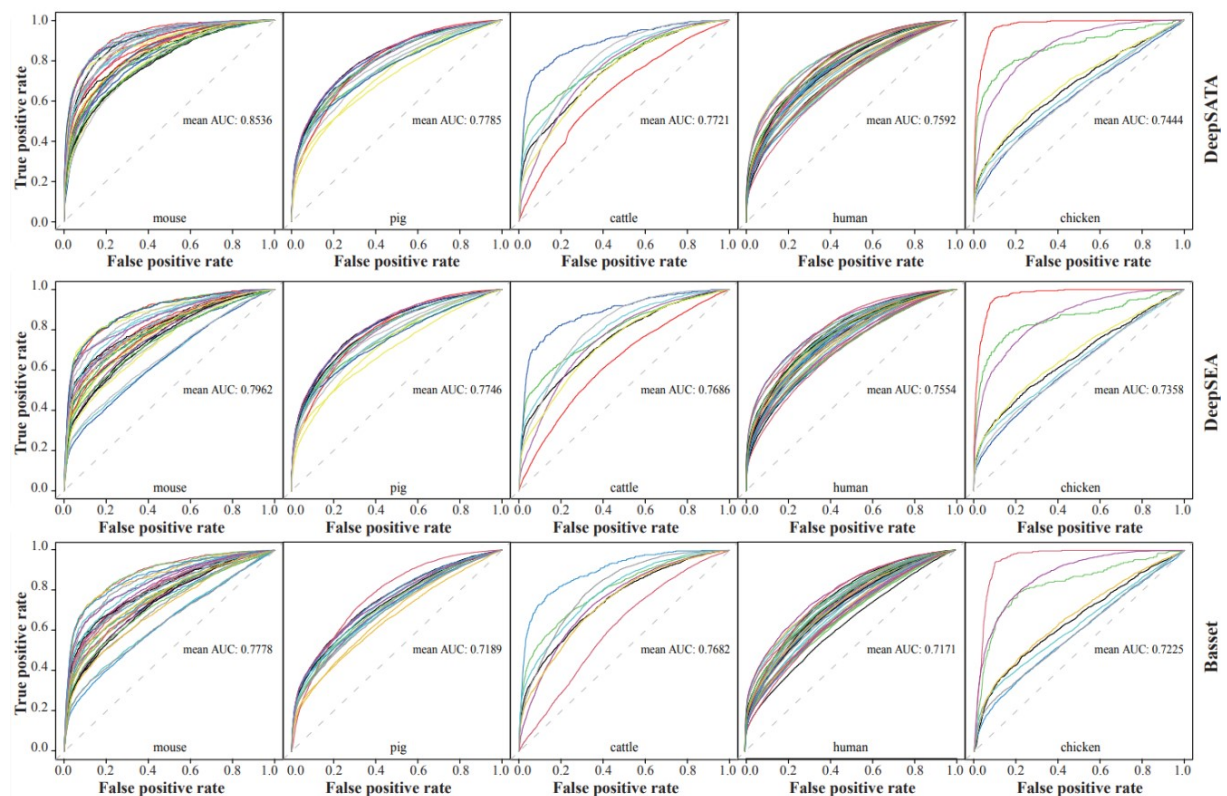 1.0
0.8
0.6
0.4
0.2
0.0
True positive rate
mean AUC: 0.8536
mouse
mean AUC: 0.7785
pig
mean AUC: 0.7721
cattle
mean AUC: 0.7592
human
mean AUC: 0.7444
chicken
DeepSATA
0.0 0.2 0.4 0.6 0.8 1.0
0.0 0.2 0.4 0.6 0.8 1.0
0.0 0.2 0.4 0.6 0.8 1.0
0.0 0.2 0.4 0.6 0.8 1.0
0.0 0.2 0.4 0.6 0.8 1.0
False positive rate
False positive rate
False positive rate
False positive rate
False positive rate
1.0
0.8
0.6
0.4
0.2
0.0
True positive rate
mean AUC: 0.7962
mouse
mean AUC: 0.7746
pig
mean AUC: 0.7686
cattle
mean AUC: 0.7554
human
mean AUC: 0.7358
chicken
DeepSEA
0.0 0.2 0.4 0.6 0.8 1.0
0.0 0.2 0.4 0.6 0.8 1.0
0.0 0.2 0.4 0.6 0.8 1.0
0.0 0.2 0.4 0.6 0.8 1.0
0.0 0.2 0.4 0.6 0.8 1.0
False positive rate
False positive rate
False positive rate
False positive rate
False positive rate
1.0
0.8
0.6
0.4
0.2
0.0
True positive rate
mean AUC: 0.7778
mouse
mean AUC: 0.7189
pig
mean AUC: 0.7682
cattle
mean AUC: 0.7171
human
mean AUC: 0.7225
chicken
Basset
0.0 0.2 0.4 0.6 0.8 1.0
0.0 0.2 0.4 0.6 0.8 1.0
0.0 0.2 0.4 0.6 0.8 1.0
0.0 0.2 0.4 0.6 0.8 1.0
0.0 0.2 0.4 0.6 0.8 1.0
False positive rate
False positive rate
False positive rate
False positive rate
False positive rate